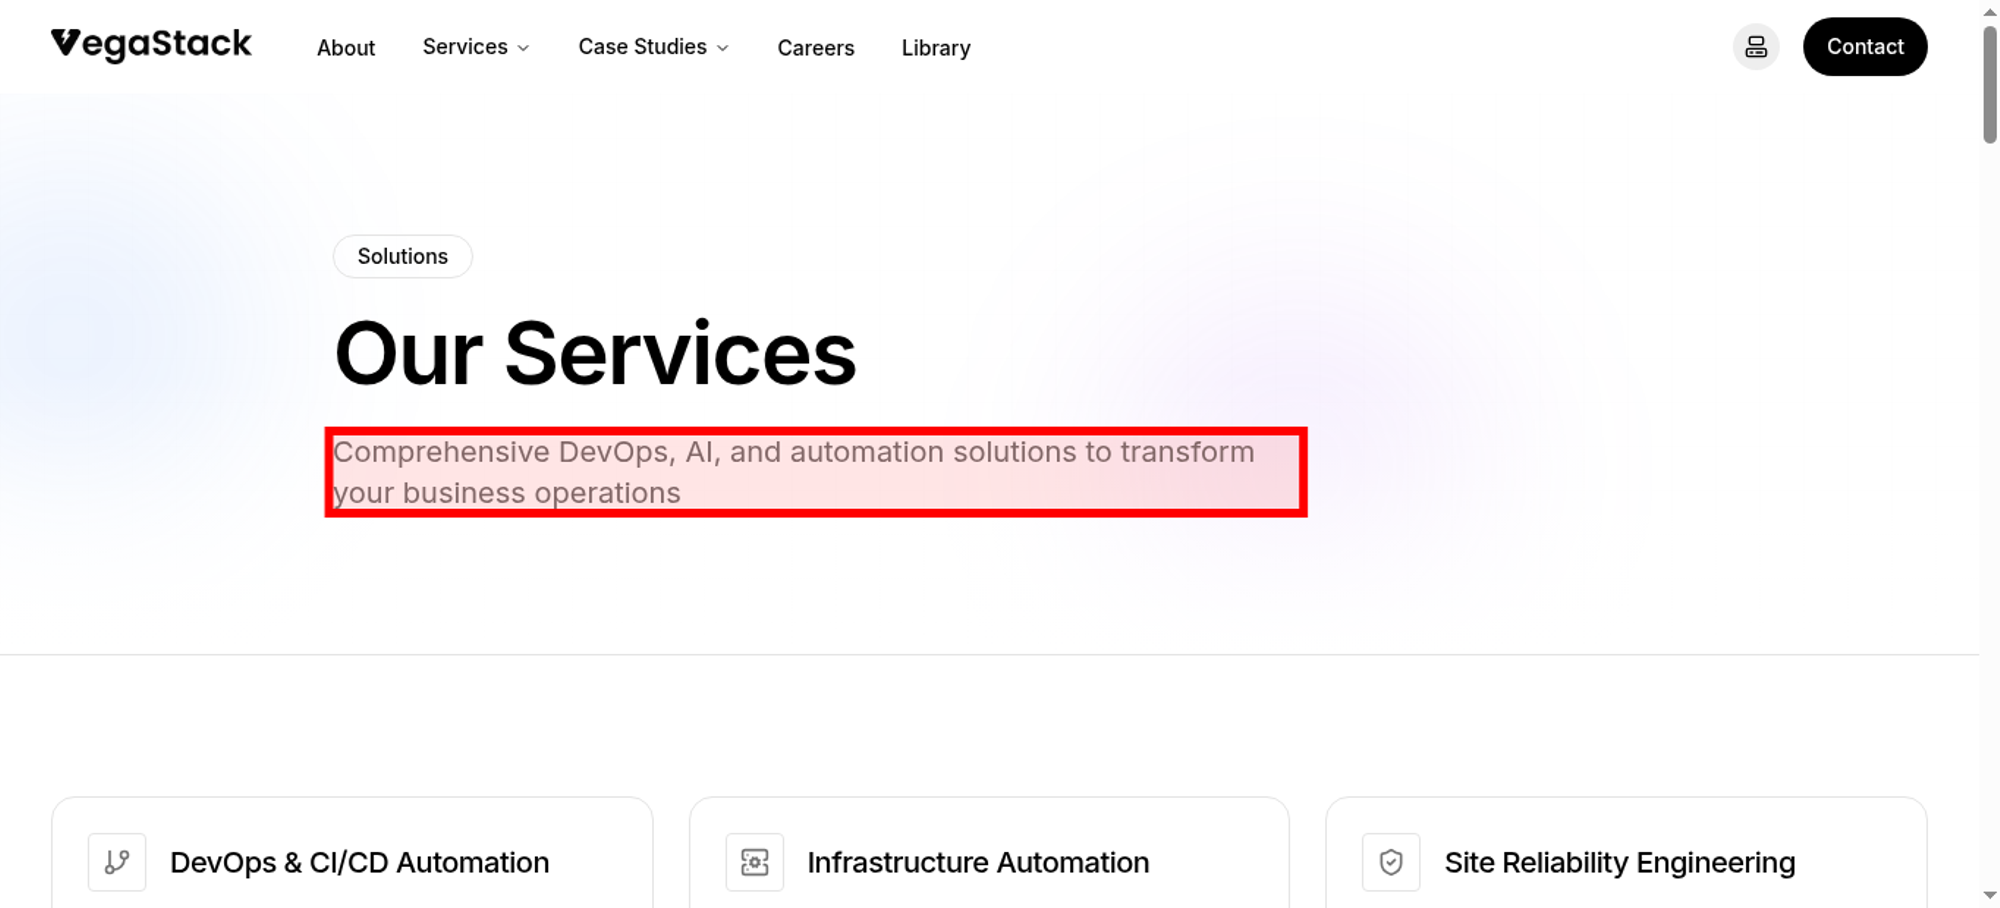 VegaStack
About
Services
Case Studies
Careers
Library
Contact
Solutions
Our Services
Comprehensive DevOps, AI, and automation solutions to transform
your business operations
DevOps & CI/CD Automation
Infrastructure Automation
Site Reliability Engineering